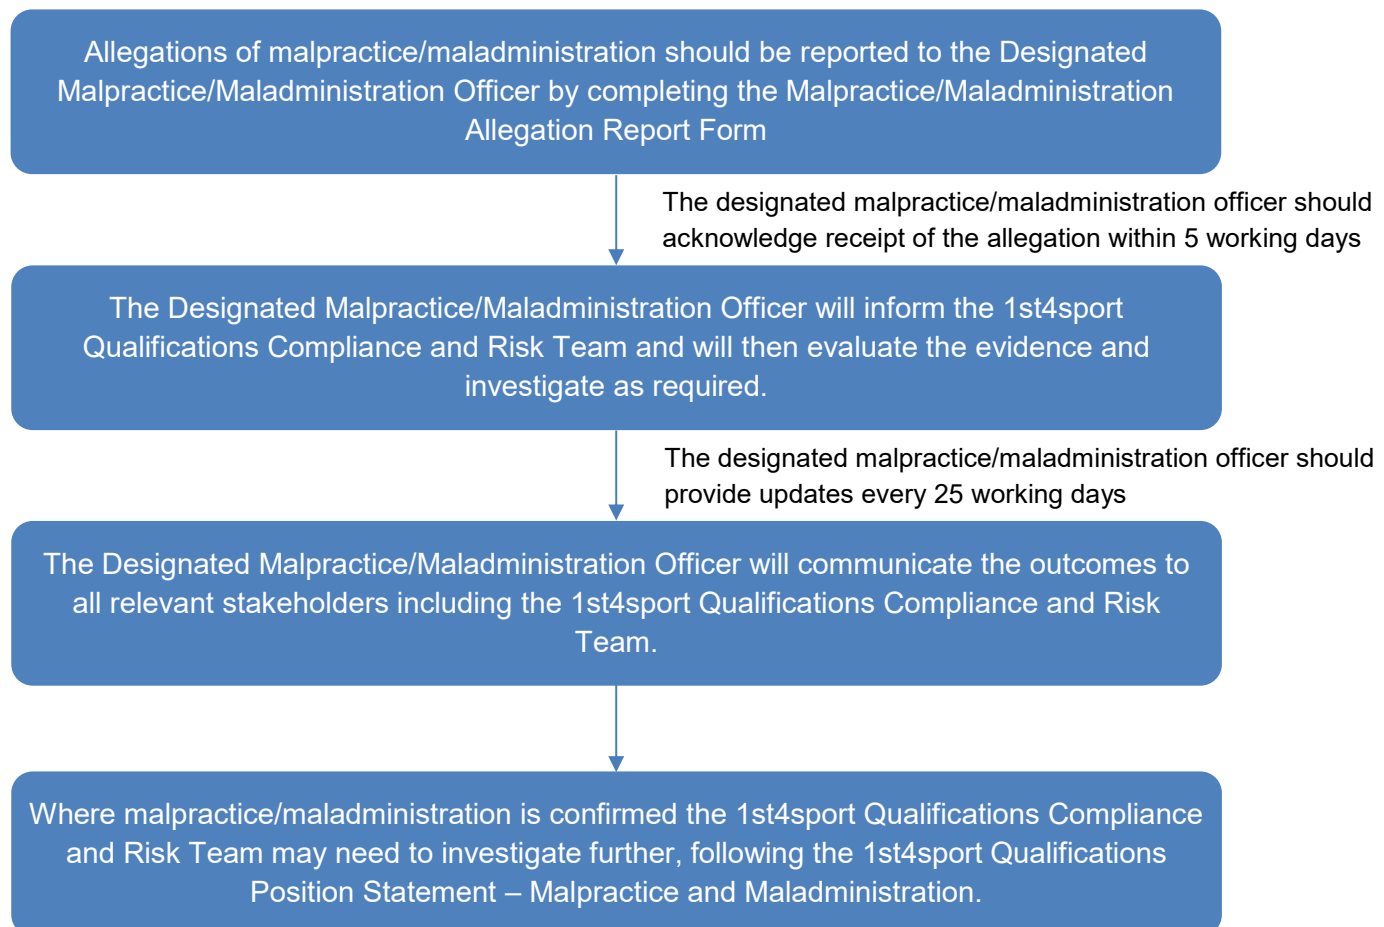 Allegations of malpractice/maladministration should be reported to the Designated
Malpractice/Maladministration Officer by completing the Malpractice/Maladministration
Allegation Report Form
The designated malpractice/maladministration officer should
acknowledge receipt of the allegation within 5 working days
The Designated Malpractice/Maladministration Officer will inform the 1st4sport
Qualifications Compliance and Risk Team and will then evaluate the evidence and
investigate as required.
The designated malpractice/maladministration officer should
provide updates every 25 working days
The Designated Malpractice/Maladministration Officer will communicate the outcomes to
all relevant stakeholders including the 1st4sport Qualifications Compliance and Risk
Team.
Where malpractice/maladministration is confirmed the 1st4sport Qualifications Compliance
and Risk Team may need to investigate further, following the 1st4sport Qualifications
Position Statement – Malpractice and Maladministration.